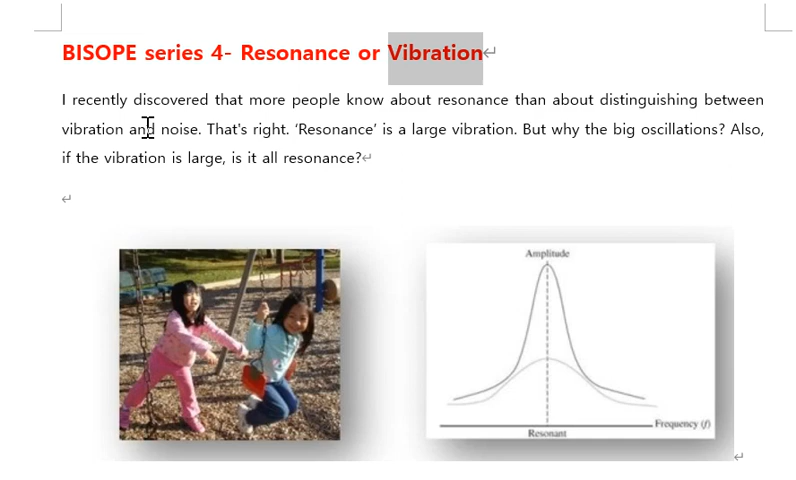 BISOPE series 4- Resonance or Vibration
I recently discovered that more people know about resonance than about distinguishing between
vibration and noise. That's right. ‘Resonance’ is a large vibration. But why the big oscillations? Also,
if the vibration is large, is it all resonance?
Amplitude
Frequency (f)
Resonant